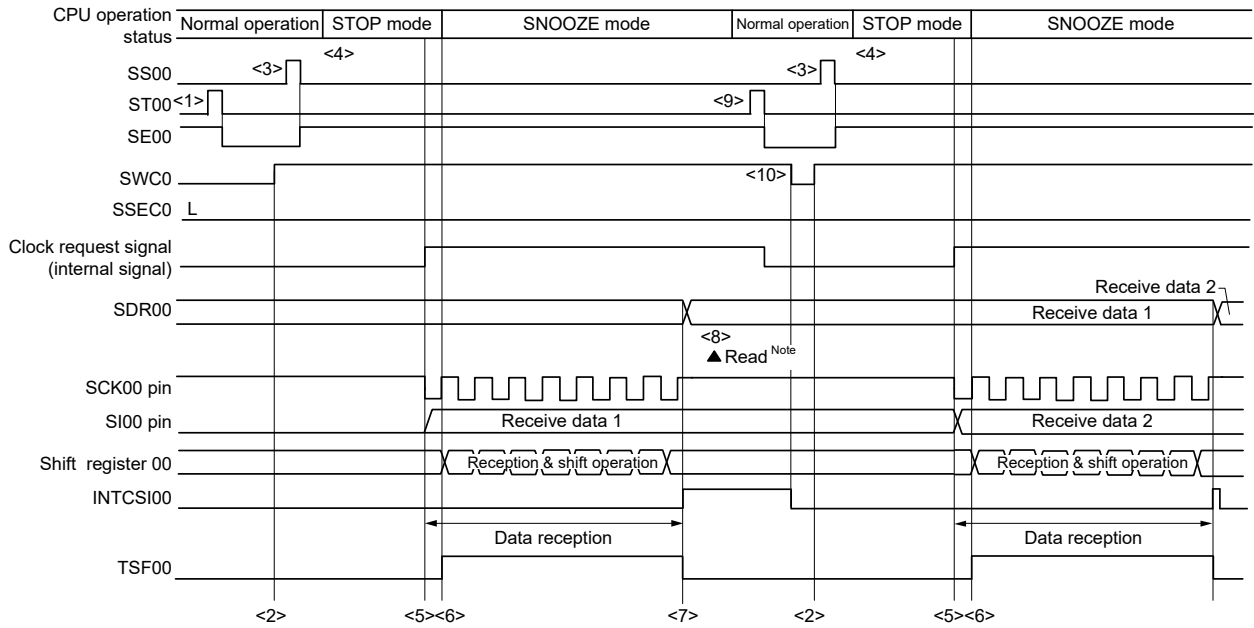 CPU operation
status
Normal operation STOP mode SNOOZE mode Normal operation STOP mode SNOOZE mode
<4> <4>
SS00 <3> <3>
ST00 <1> <9>
SE00
SWC0 <10>
SSEC0 L
Clock request signal
(internal signal)
Receive data 2
SDR00 Receive data 1
<8>
▲ Read Note
SCK00 pin
SI00 pin Receive data 1 Receive data 2
Shift register 00 Reception & shift operation Reception & shift operation
INTCSI00
Data reception Data reception
TSF00
<2> <5><6> <7> <2> <5><6>